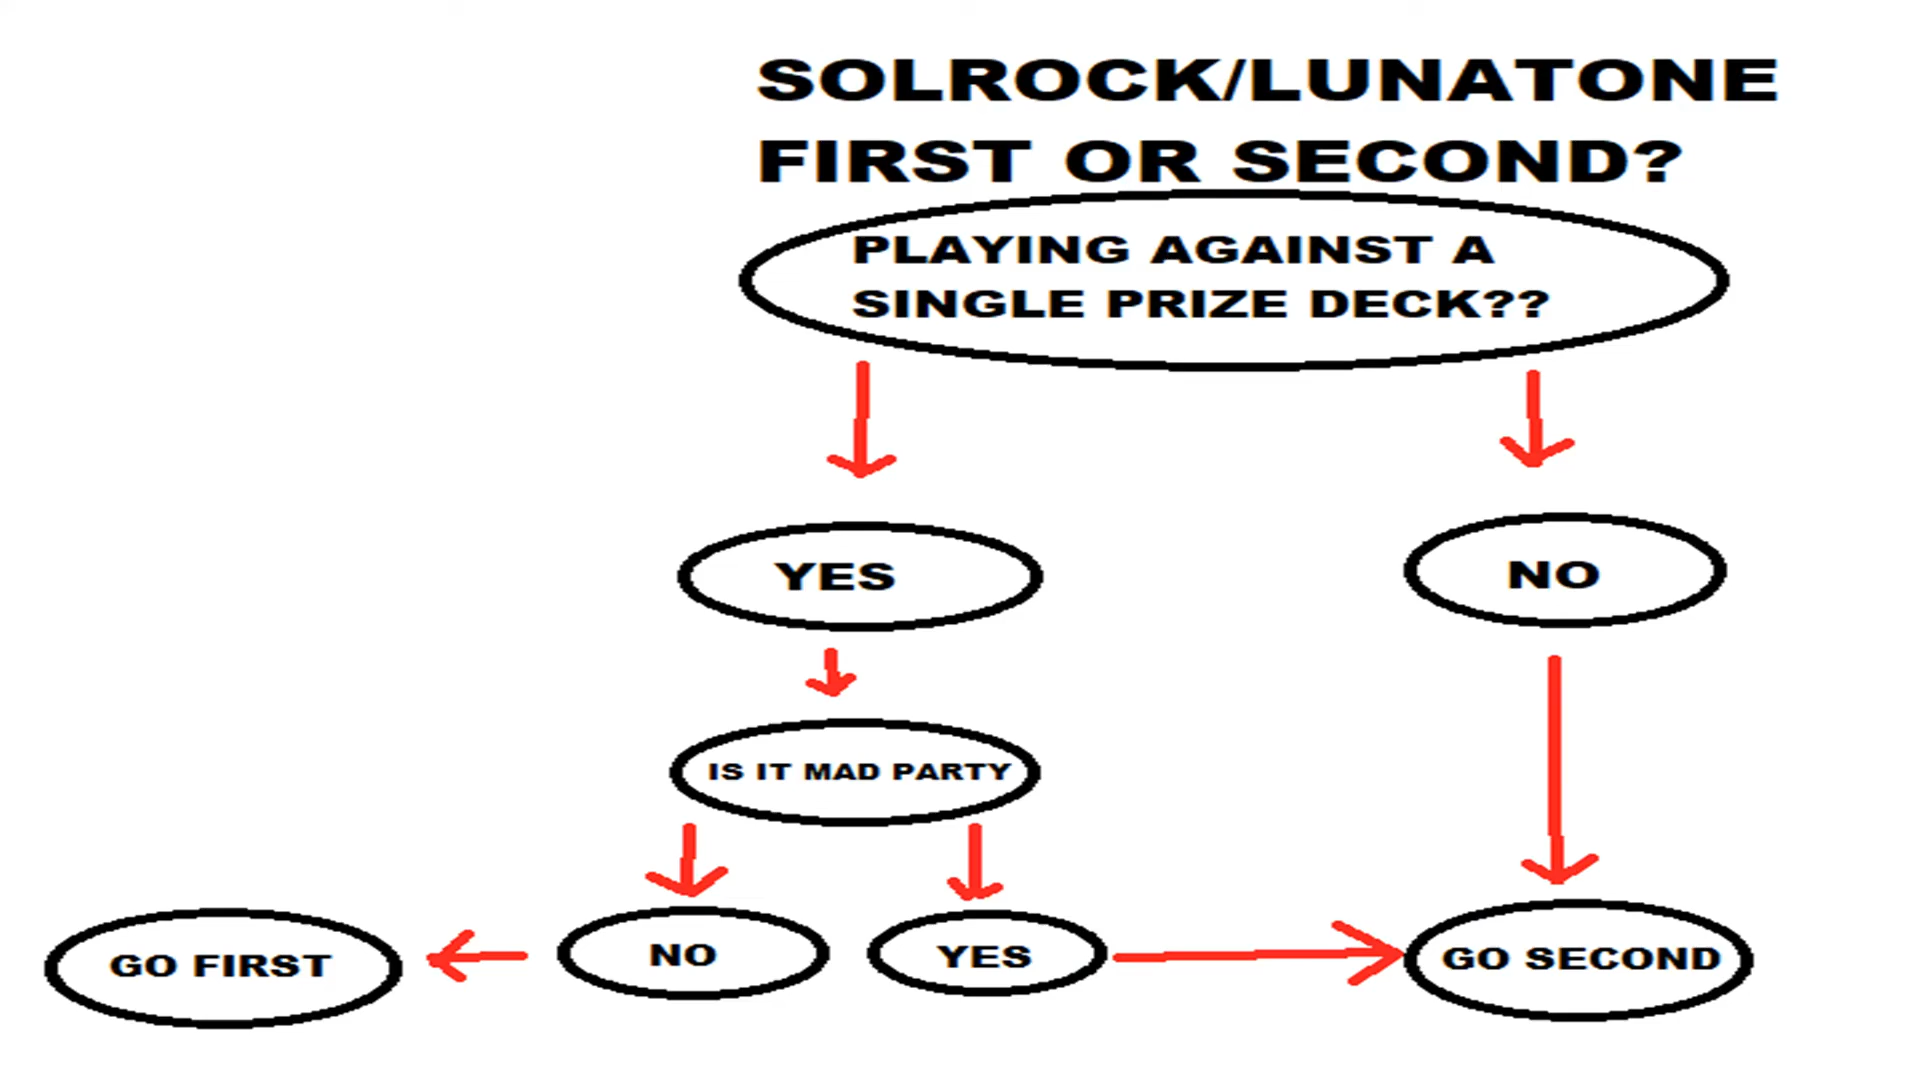 SOLROCK/LUNATONE
FIRST OR SECOND?
PLAYING AGAINST A
SINGLE PRIZE DECK??
YES
NO
IS IT MAD PARTY
GO FIRST
NO
YES
GO SECOND